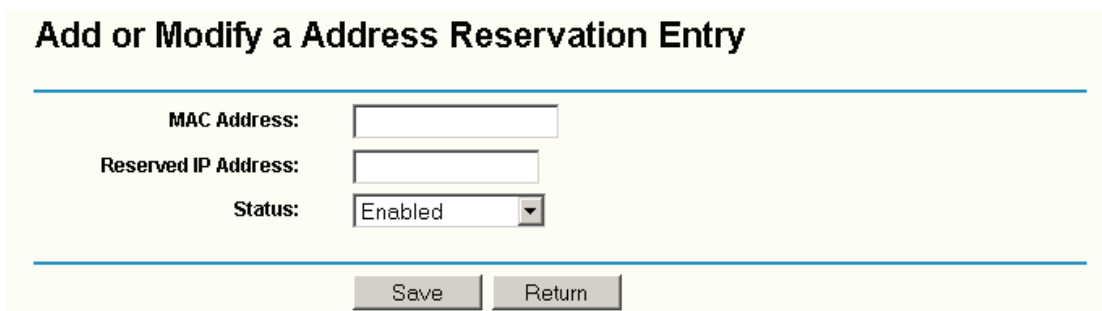 Add or Modify a Address Reservation Entry
MAC Address:
Reserved IP Address:
Status: Enabled
Save Return